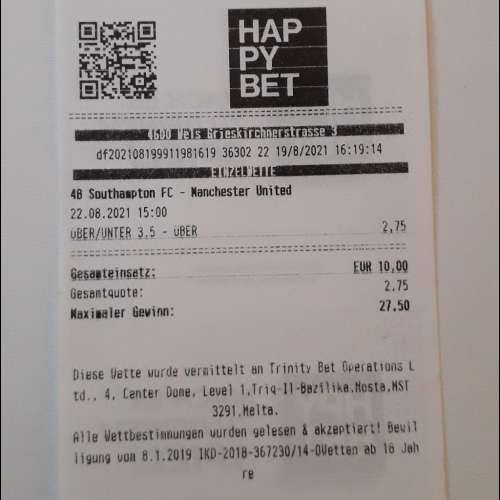 HAP
PY
BET
4600 Wels Grieskirchnerstrasse 3
df202108199911981619 36302 22 19/8/2021 16:19:14
EINZELWETTE
4B Southampton FC - Manchester United
22.08.2021 15:00
ÜBER/UNTER 3.5 - ÜBER 2,75
Gesamteinsatz: EUR 10,00
Gesamtquote: 2,75
Maximaler Gewinn: 27,50
Diese Wette wurde vermittelt an Trinity Bet Operations L
td., 4, Canter Dome, Level 1,Triq-Il-Bazilika,Mosta,MST
3291,Malta.
Alle Wettbestimmungen wurden gelesen & akzeptiert! Bewil
ligung vom 8.1.2019 IKD-2018-367230/14-OWetten ab 18 Jah
re